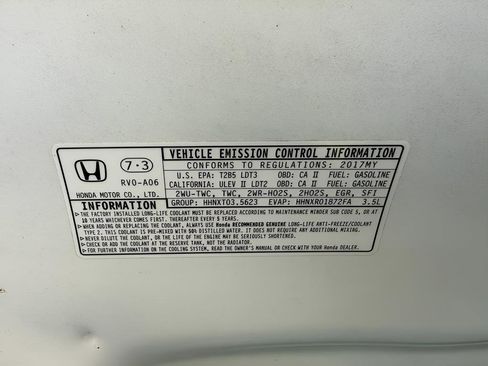 7・3
RV0-A06
HONDA MOTOR CO., LTD.
VEHICLE EMISSION CONTROL INFORMATION
CONFORMS TO REGULATIONS: 2017MY
U.S. EPA: T2B5 LDT3 OBD: CA II FUEL: GASOLINE
CALIFORNIA: ULEV II LDT2 OBD: CA II FUEL: GASOLINE
2WU-TWC, TWC, 2WR-HO2S, 2HO2S, EGR, SFI
GROUP: HHNXT03.5623 EVAP: HHNXR01872FA 3.5L
INFORMATION
▶THE FACTORY INSTALLED LONG-LIFE COOLANT MUST BE REPLACED ACCORDING TO MAINTENANCE MINDER SUB CODE 5, OR AT
10 YEARS WHICHEVER COMES FIRST. THEREAFTER EVERY 5 YEARS OR SUB CODE 5.
▶WHEN ADDING OR REPLACING THE COOLANT, ALWAYS USE Honda RECOMMENDED GENUINE LONG-LIFE ANTI-FREEZE/COOLANT
TYPE 2. THIS COOLANT IS PRE-MIXED WITH 50% DISTILLED WATER. IT DOES NOT REQUIRE ANY ADDITIONAL MIXING.
▶NEVER DILUTE THE COOLANT, OR LIFE OF THE ENGINE MAY BE SERIOUSLY SHORTENED.
▶CHECK OR ADD COOLANT AT THE RESERVE TANK, NOT THE RADIATOR.
▶FOR FURTHER INFORMATION ON THE COOLING SYSTEM, READ THE OWNER'S MANUAL OR CHECK WITH YOUR Honda DEALER.